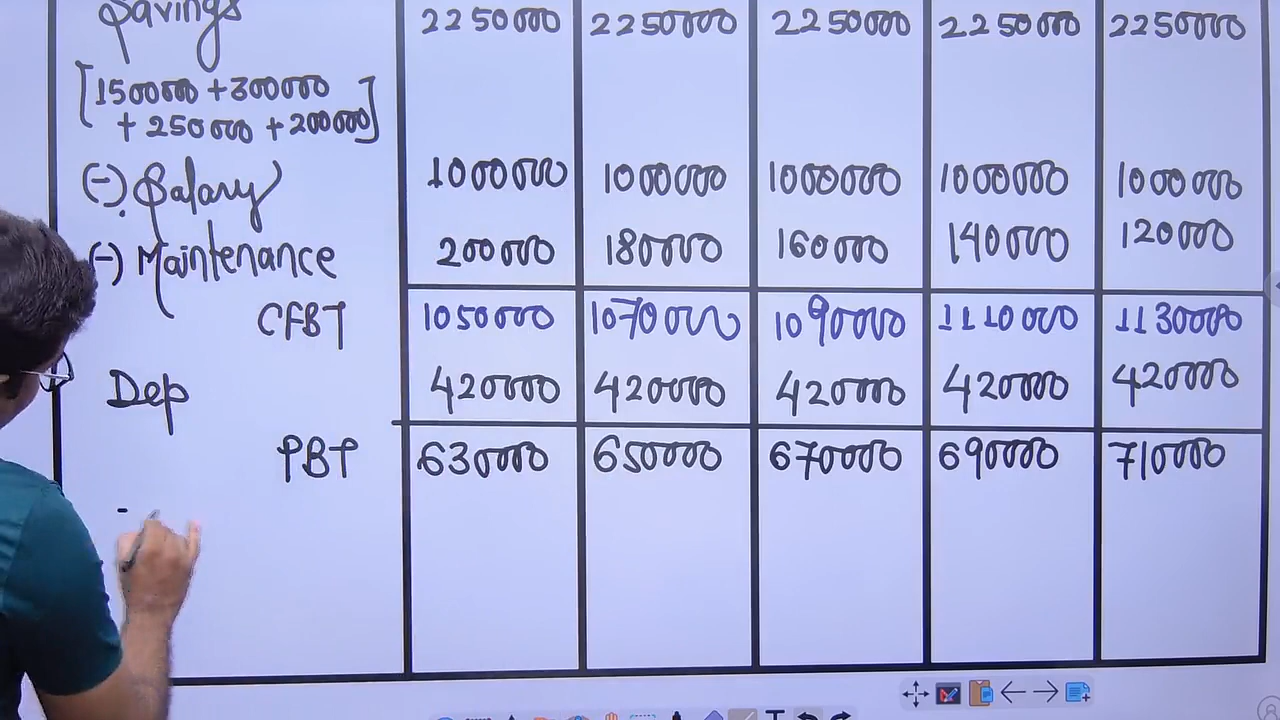 Savings 2250000 2250000 2250000 2250000 2250000
[1500000 + 300000
+ 250000 + 200000]
(-) Salary 1000000 1000000 1000000 1000000 1000000
(-) Maintenance 200000 180000 160000 140000 120000
CFBT 1050000 1070000 1090000 1110000 1130000
Dep 420000 420000 420000 420000 420000
PBT 630000 650000 670000 690000 710000
-